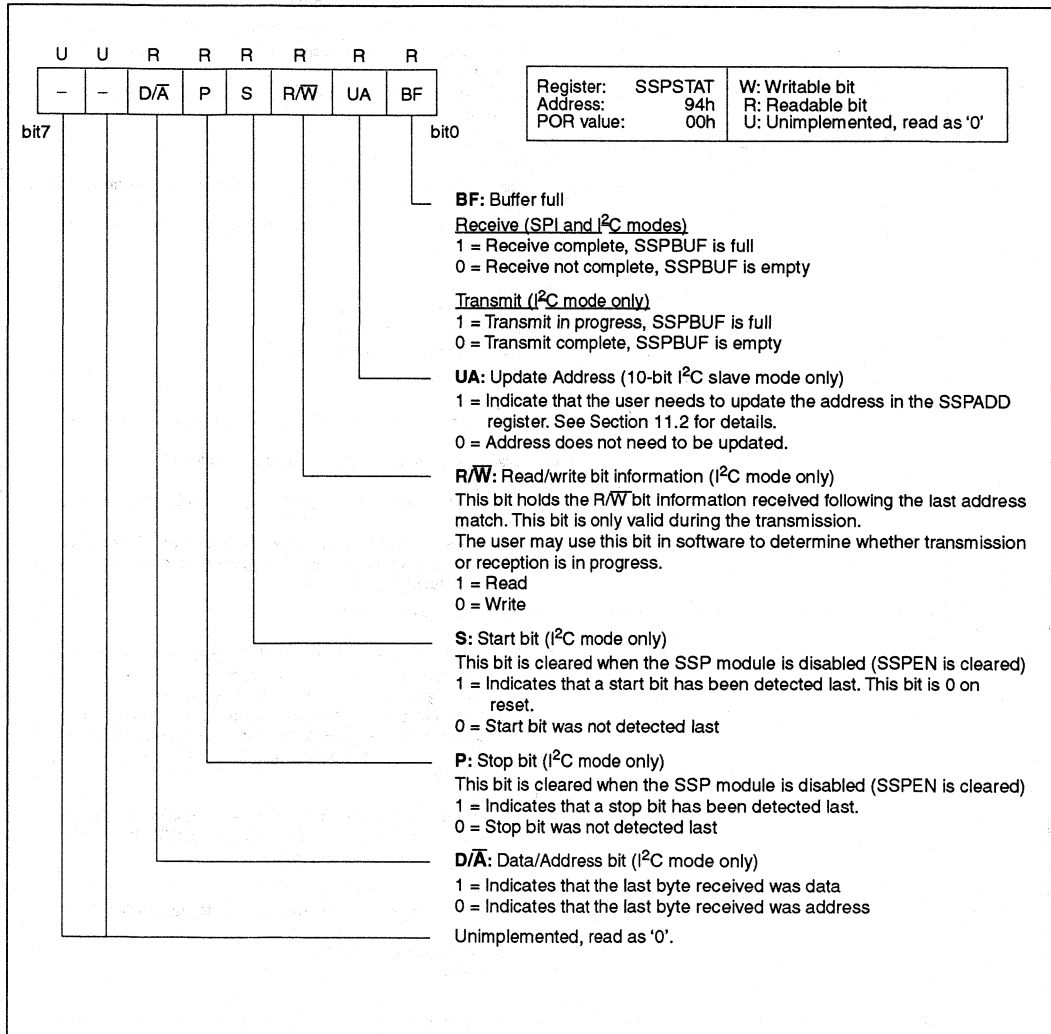 U U R R R R R R
– – D/A̅ P S R/W̅ UA BF
bit7 bit0
Register: SSPSTAT
Address: 94h
POR value: 00h
W: Writable bit
R: Readable bit
U: Unimplemented, read as ‘0’
BF: Buffer full
Receive (SPI and I²C modes)
1 = Receive complete, SSPBUF is full
0 = Receive not complete, SSPBUF is empty
Transmit (I²C mode only)
1 = Transmit in progress, SSPBUF is full
0 = Transmit complete, SSPBUF is empty
UA: Update Address (10-bit I²C slave mode only)
1 = Indicate that the user needs to update the address in the SSPADD
register. See Section 11.2 for details.
0 = Address does not need to be updated.
R/W̅: Read/write bit information (I²C mode only)
This bit holds the R/W̅ bit information received following the last address
match. This bit is only valid during the transmission.
The user may use this bit in software to determine whether transmission
or reception is in progress.
1 = Read
0 = Write
S: Start bit (I²C mode only)
This bit is cleared when the SSP module is disabled (SSPEN is cleared)
1 = Indicates that a start bit has been detected last. This bit is 0 on
reset.
0 = Start bit was not detected last
P: Stop bit (I²C mode only)
This bit is cleared when the SSP module is disabled (SSPEN is cleared)
1 = Indicates that a stop bit has been detected last.
0 = Stop bit was not detected last
D/A̅: Data/Address bit (I²C mode only)
1 = Indicates that the last byte received was data
0 = Indicates that the last byte received was address
Unimplemented, read as ‘0’.